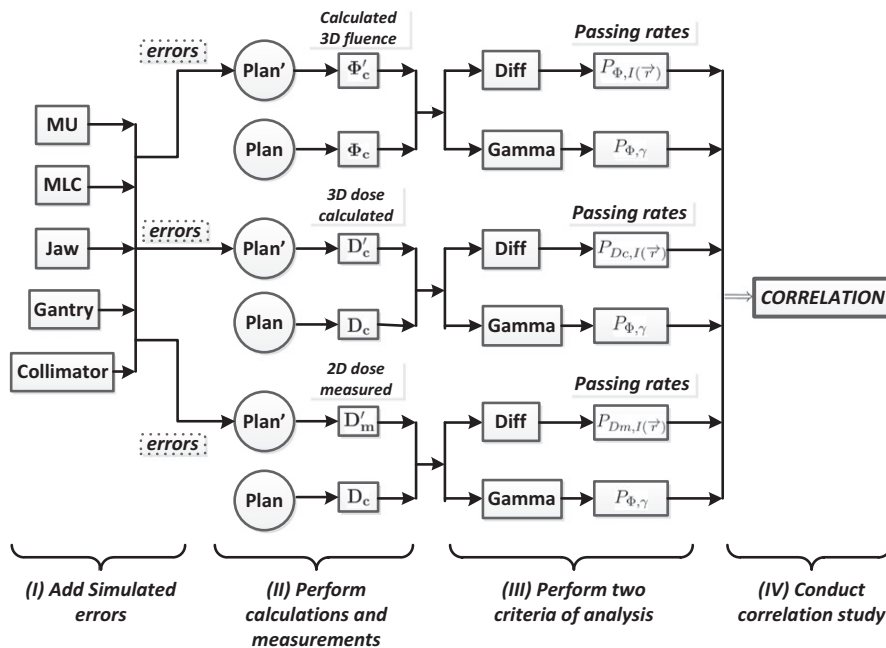 Calculated
3D fluence
Passing rates
errors
Plan’
Φ′c
Diff
PΦ,I(r⃗)
MU
Plan
Φc
Gamma
PΦ,γ
MLC
3D dose
calculated
Passing rates
errors
Jaw
Plan’
D′c
Diff
PDc,I(r⃗)
CORRELATION
Gantry
Plan
Dc
Gamma
PΦ,γ
Collimator
2D dose
measured
Passing rates
errors
Plan’
D′m
Diff
PDm,I(r⃗)
Plan
Dc
Gamma
PΦ,γ
(I) Add Simulated
errors
(II) Perform
calculations and
measurements
(III) Perform two
criteria of analysis
(IV) Conduct
correlation study